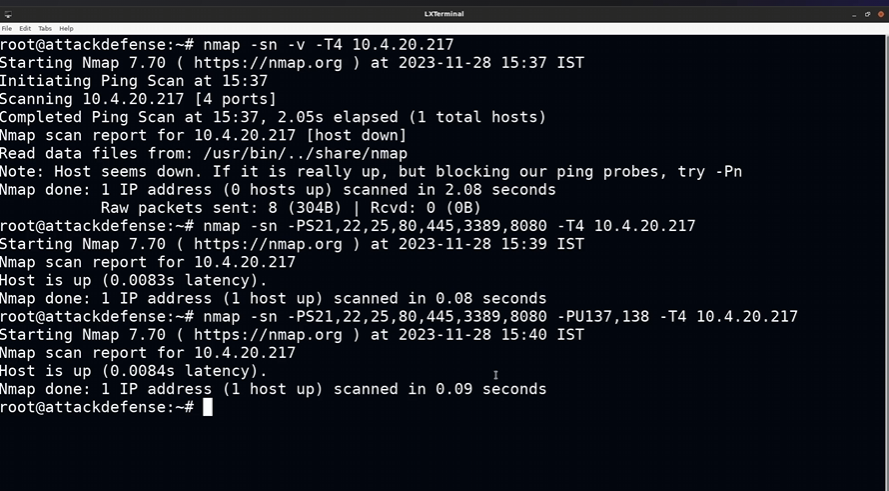 LXTerminal
File Edit Tabs Help
root@attackdefense:~# nmap -sn -v -T4 10.4.20.217
Starting Nmap 7.70 ( https://nmap.org ) at 2023-11-28 15:37 IST
Initiating Ping Scan at 15:37
Scanning 10.4.20.217 [4 ports]
Completed Ping Scan at 15:37, 2.05s elapsed (1 total hosts)
Nmap scan report for 10.4.20.217 [host down]
Read data files from: /usr/bin/../share/nmap
Note: Host seems down. If it is really up, but blocking our ping probes, try -Pn
Nmap done: 1 IP address (0 hosts up) scanned in 2.08 seconds
           Raw packets sent: 8 (304B) | Rcvd: 0 (0B)
root@attackdefense:~# nmap -sn -PS21,22,25,80,445,3389,8080 -T4 10.4.20.217
Starting Nmap 7.70 ( https://nmap.org ) at 2023-11-28 15:39 IST
Nmap scan report for 10.4.20.217
Host is up (0.0083s latency).
Nmap done: 1 IP address (1 host up) scanned in 0.08 seconds
root@attackdefense:~# nmap -sn -PS21,22,25,80,445,3389,8080 -PU137,138 -T4 10.4.20.217
Starting Nmap 7.70 ( https://nmap.org ) at 2023-11-28 15:40 IST
Nmap scan report for 10.4.20.217
Host is up (0.0084s latency).
Nmap done: 1 IP address (1 host up) scanned in 0.09 seconds
root@attackdefense:~#